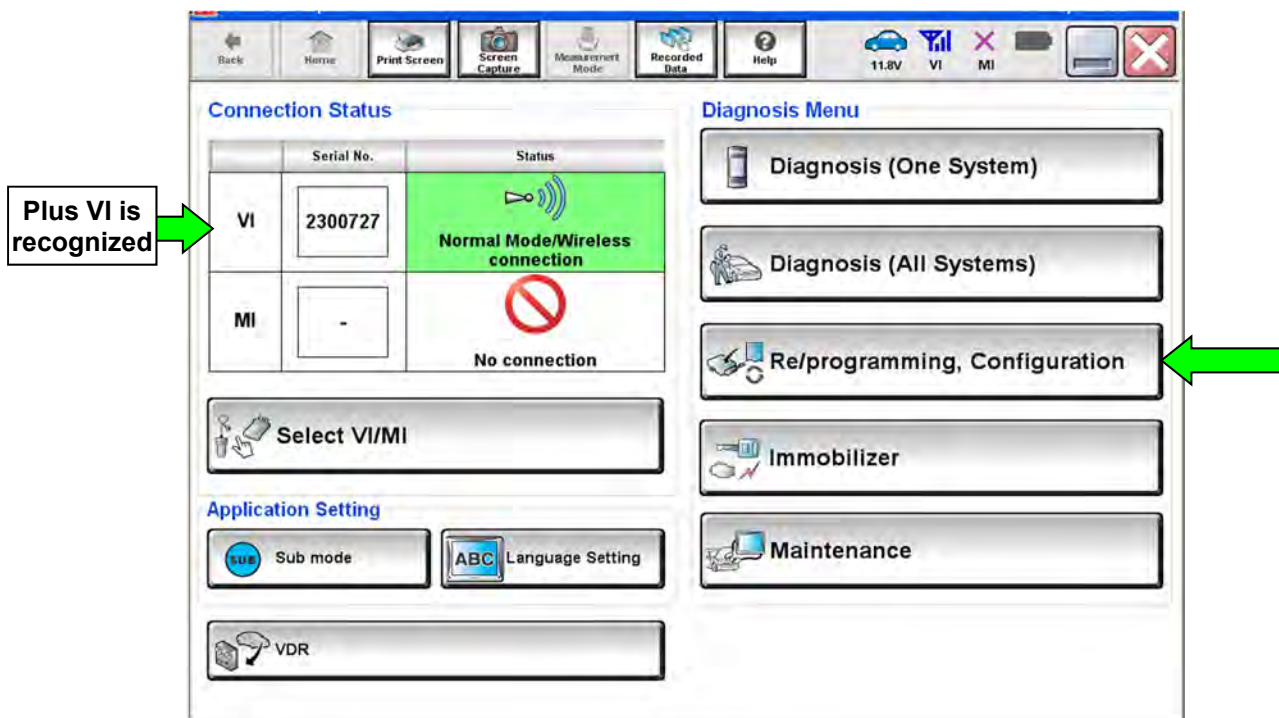 Back
Home
Print Screen
Screen
Capture
Measurement
Mode
Recorded
Data
Help
11.8V
VI
MI
Connection Status
Serial No.
Status
Plus VI is
recognized
VI
2300727
Normal Mode/Wireless
connection
MI
-
No connection
Select VI/MI
Application Setting
SUB
Sub mode
ABC
Language Setting
VDR
Diagnosis Menu
Diagnosis (One System)
Diagnosis (All Systems)
Re/programming, Configuration
Immobilizer
Maintenance